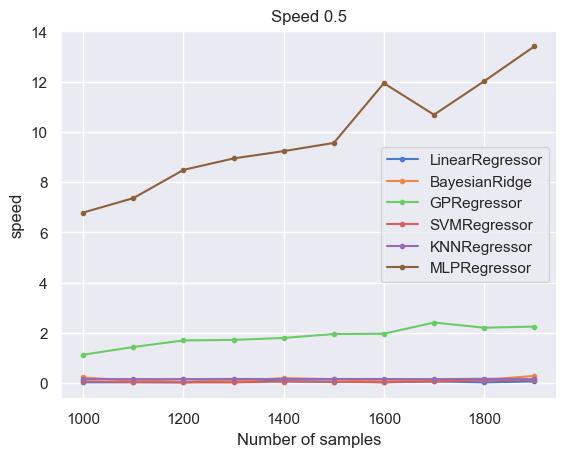 Speed 0.5
14
12
10
8
6
4
2
0
speed
LinearRegressor
BayesianRidge
GPRegressor
SVMRegressor
KNNRegressor
MLPRegressor
1000 1200 1400 1600 1800
Number of samples